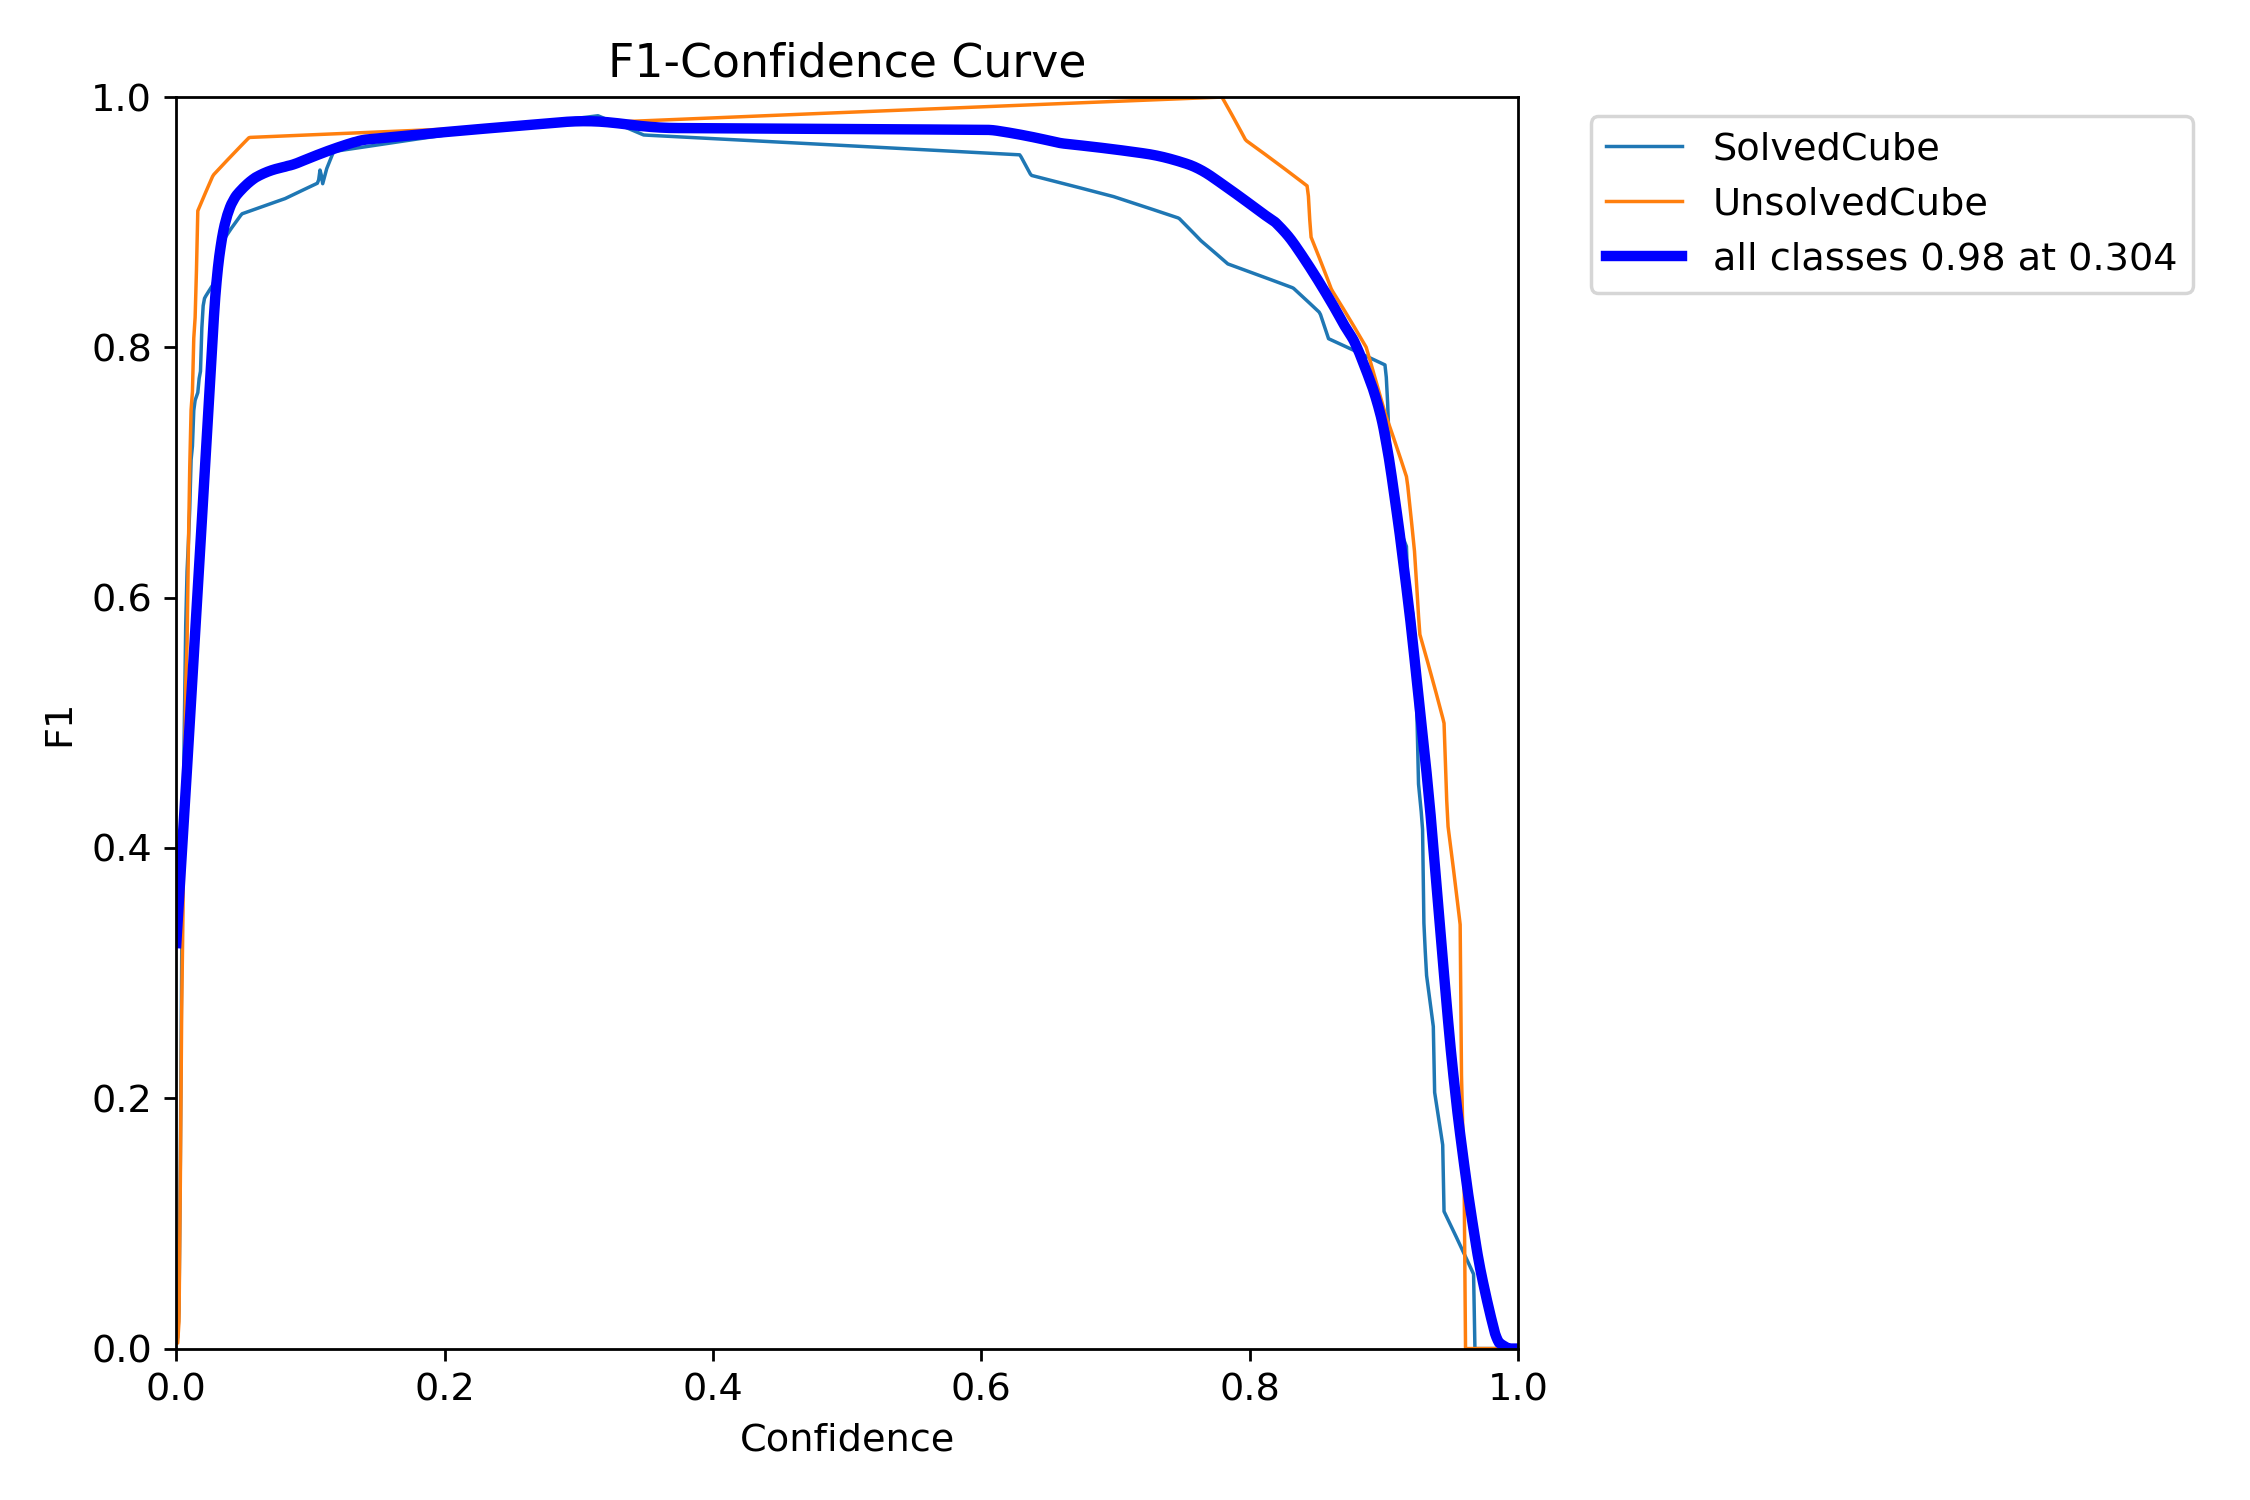 F1-Confidence Curve
SolvedCube
UnsolvedCube
all classes 0.98 at 0.304
1.0
0.8
0.6
0.4
0.2
0.0
F1
0.0 0.2 0.4 0.6 0.8 1.0
Confidence